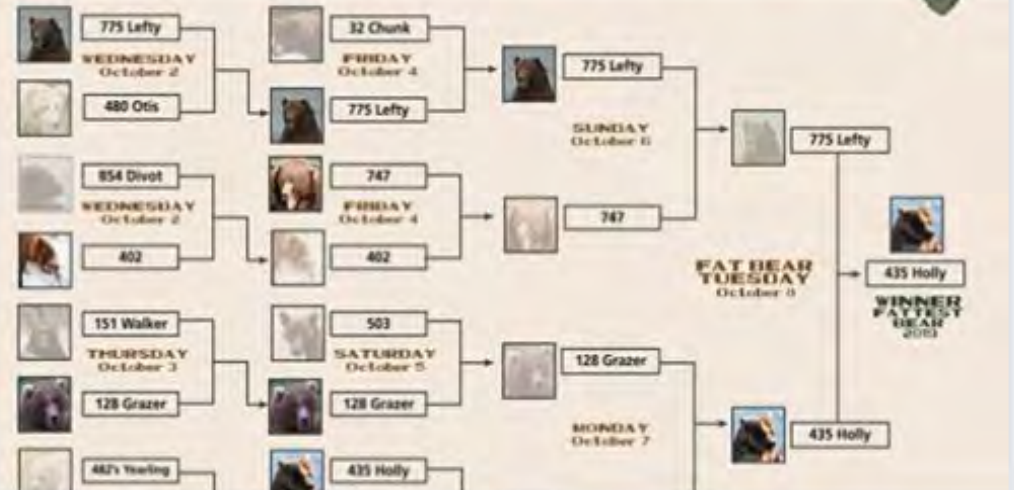 775 Lefty
WEDNESDAY
October 2
480 Otis
854 Divot
WEDNESDAY
October 2
402
151 Walker
THURSDAY
October 3
128 Grazer
482's Yearling
32 Chunk
FRIDAY
October 4
775 Lefty
747
FRIDAY
October 4
402
503
SATURDAY
October 5
128 Grazer
435 Holly
775 Lefty
SUNDAY
October 6
747
128 Grazer
MONDAY
October 7
775 Lefty
FAT BEAR
TUESDAY
October 8
435 Holly
435 Holly
WINNER
FATTEST
BEAR
2019